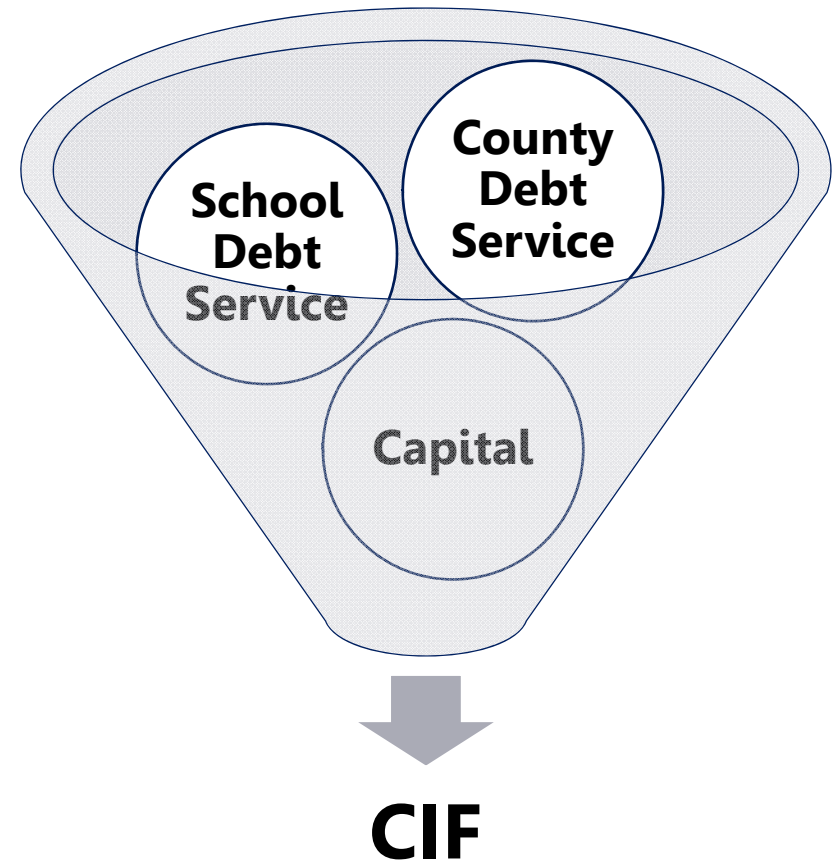 School
Debt
Service
County
Debt
Service
Capital
CIF